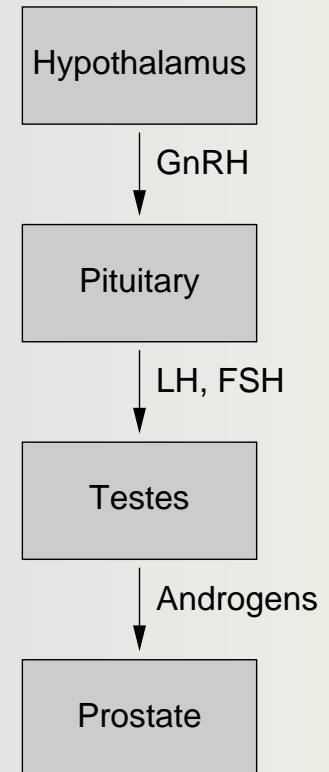 Hypothalamus
GnRH
Pituitary
LH, FSH
Testes
Androgens
Prostate